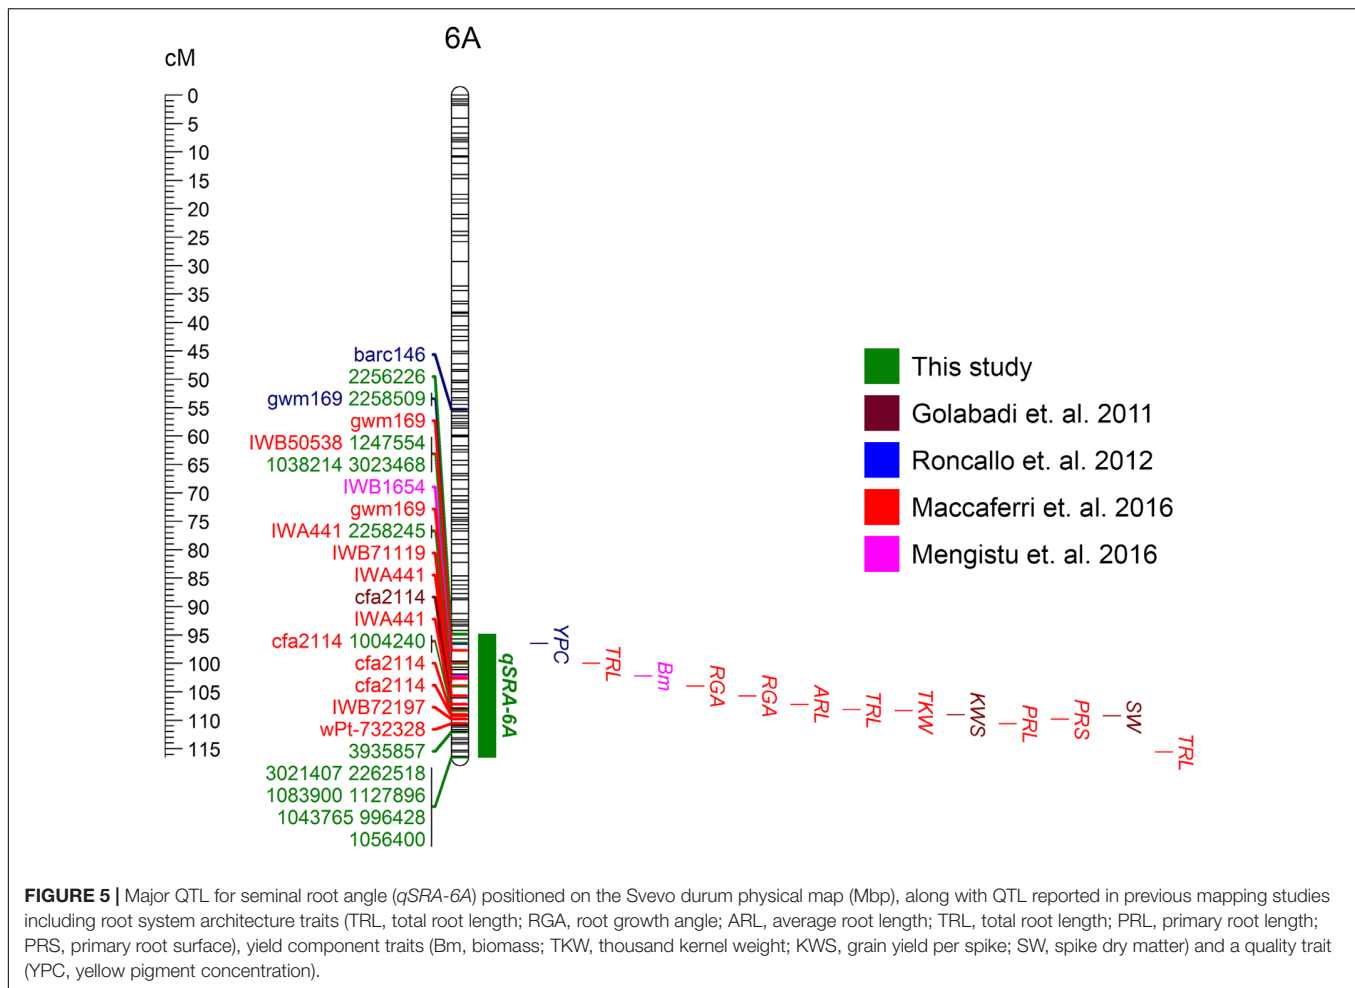 6A
cM
0
5
10
15
20
25
30
35
40
45
50
55
60
65
70
75
80
85
90
95
100
105
110
115
barc146
2256226
gwm169 2258509
gwm169
IWB50538 1247554
1038214 3023468
IWB1654
gwm169
IWA441 2258245
IWB71119
IWA441
cfa2114
IWA441
cfa2114 1004240
cfa2114
cfa2114
IWB72197
wPt-732328
3935857
3021407 2262518
1083900 1127896
1043765 996428
1056400
qSRA-6A
YPC
TRL
Bm
RGA
RGA
ARL
TRL
TKW
KWS
PRL
PRS
SW
TRL
This study
Golabadi et. al. 2011
Roncallo et. al. 2012
Maccaferri et. al. 2016
Mengistu et. al. 2016
FIGURE 5 | Major QTL for seminal root angle (qSRA-6A) positioned on the Svevo durum physical map (Mbp), along with QTL reported in previous mapping studies
including root system architecture traits (TRL, total root length; RGA, root growth angle; ARL, average root length; TRL, total root length; PRL, primary root length;
PRS, primary root surface), yield component traits (Bm, biomass; TKW, thousand kernel weight; KWS, grain yield per spike; SW, spike dry matter) and a quality trait
(YPC, yellow pigment concentration).